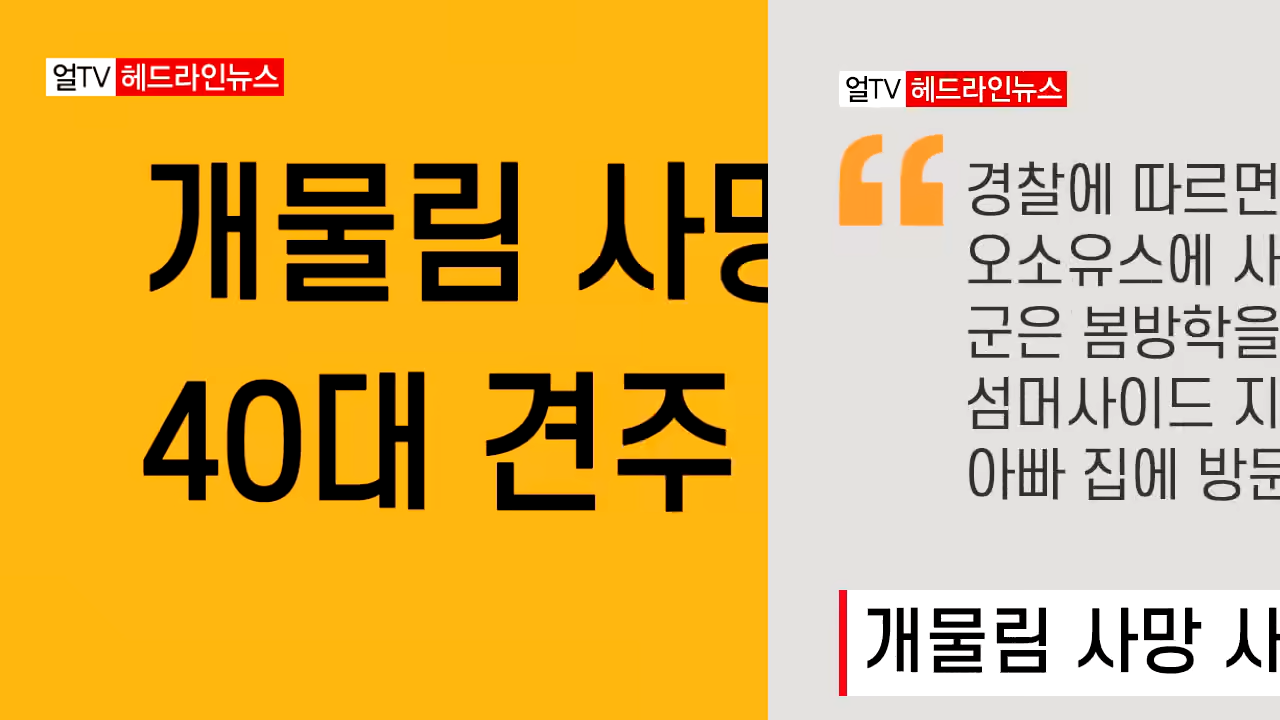 얼TV 헤드라인뉴스
개물림 사망
40대 견주
얼TV 헤드라인뉴스
경찰에 따르면
오소유스에 사
군은 봄방학을
섬머사이드 지
아빠 집에 방문
개물림 사망 사